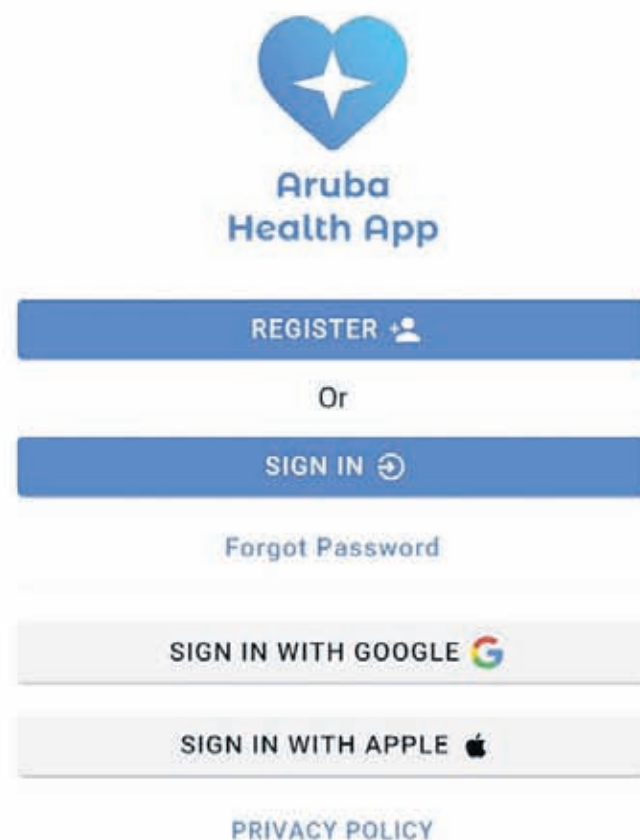 Aruba
Health App
REGISTER
Or
SIGN IN
Forgot Password
SIGN IN WITH GOOGLE
SIGN IN WITH APPLE
PRIVACY POLICY